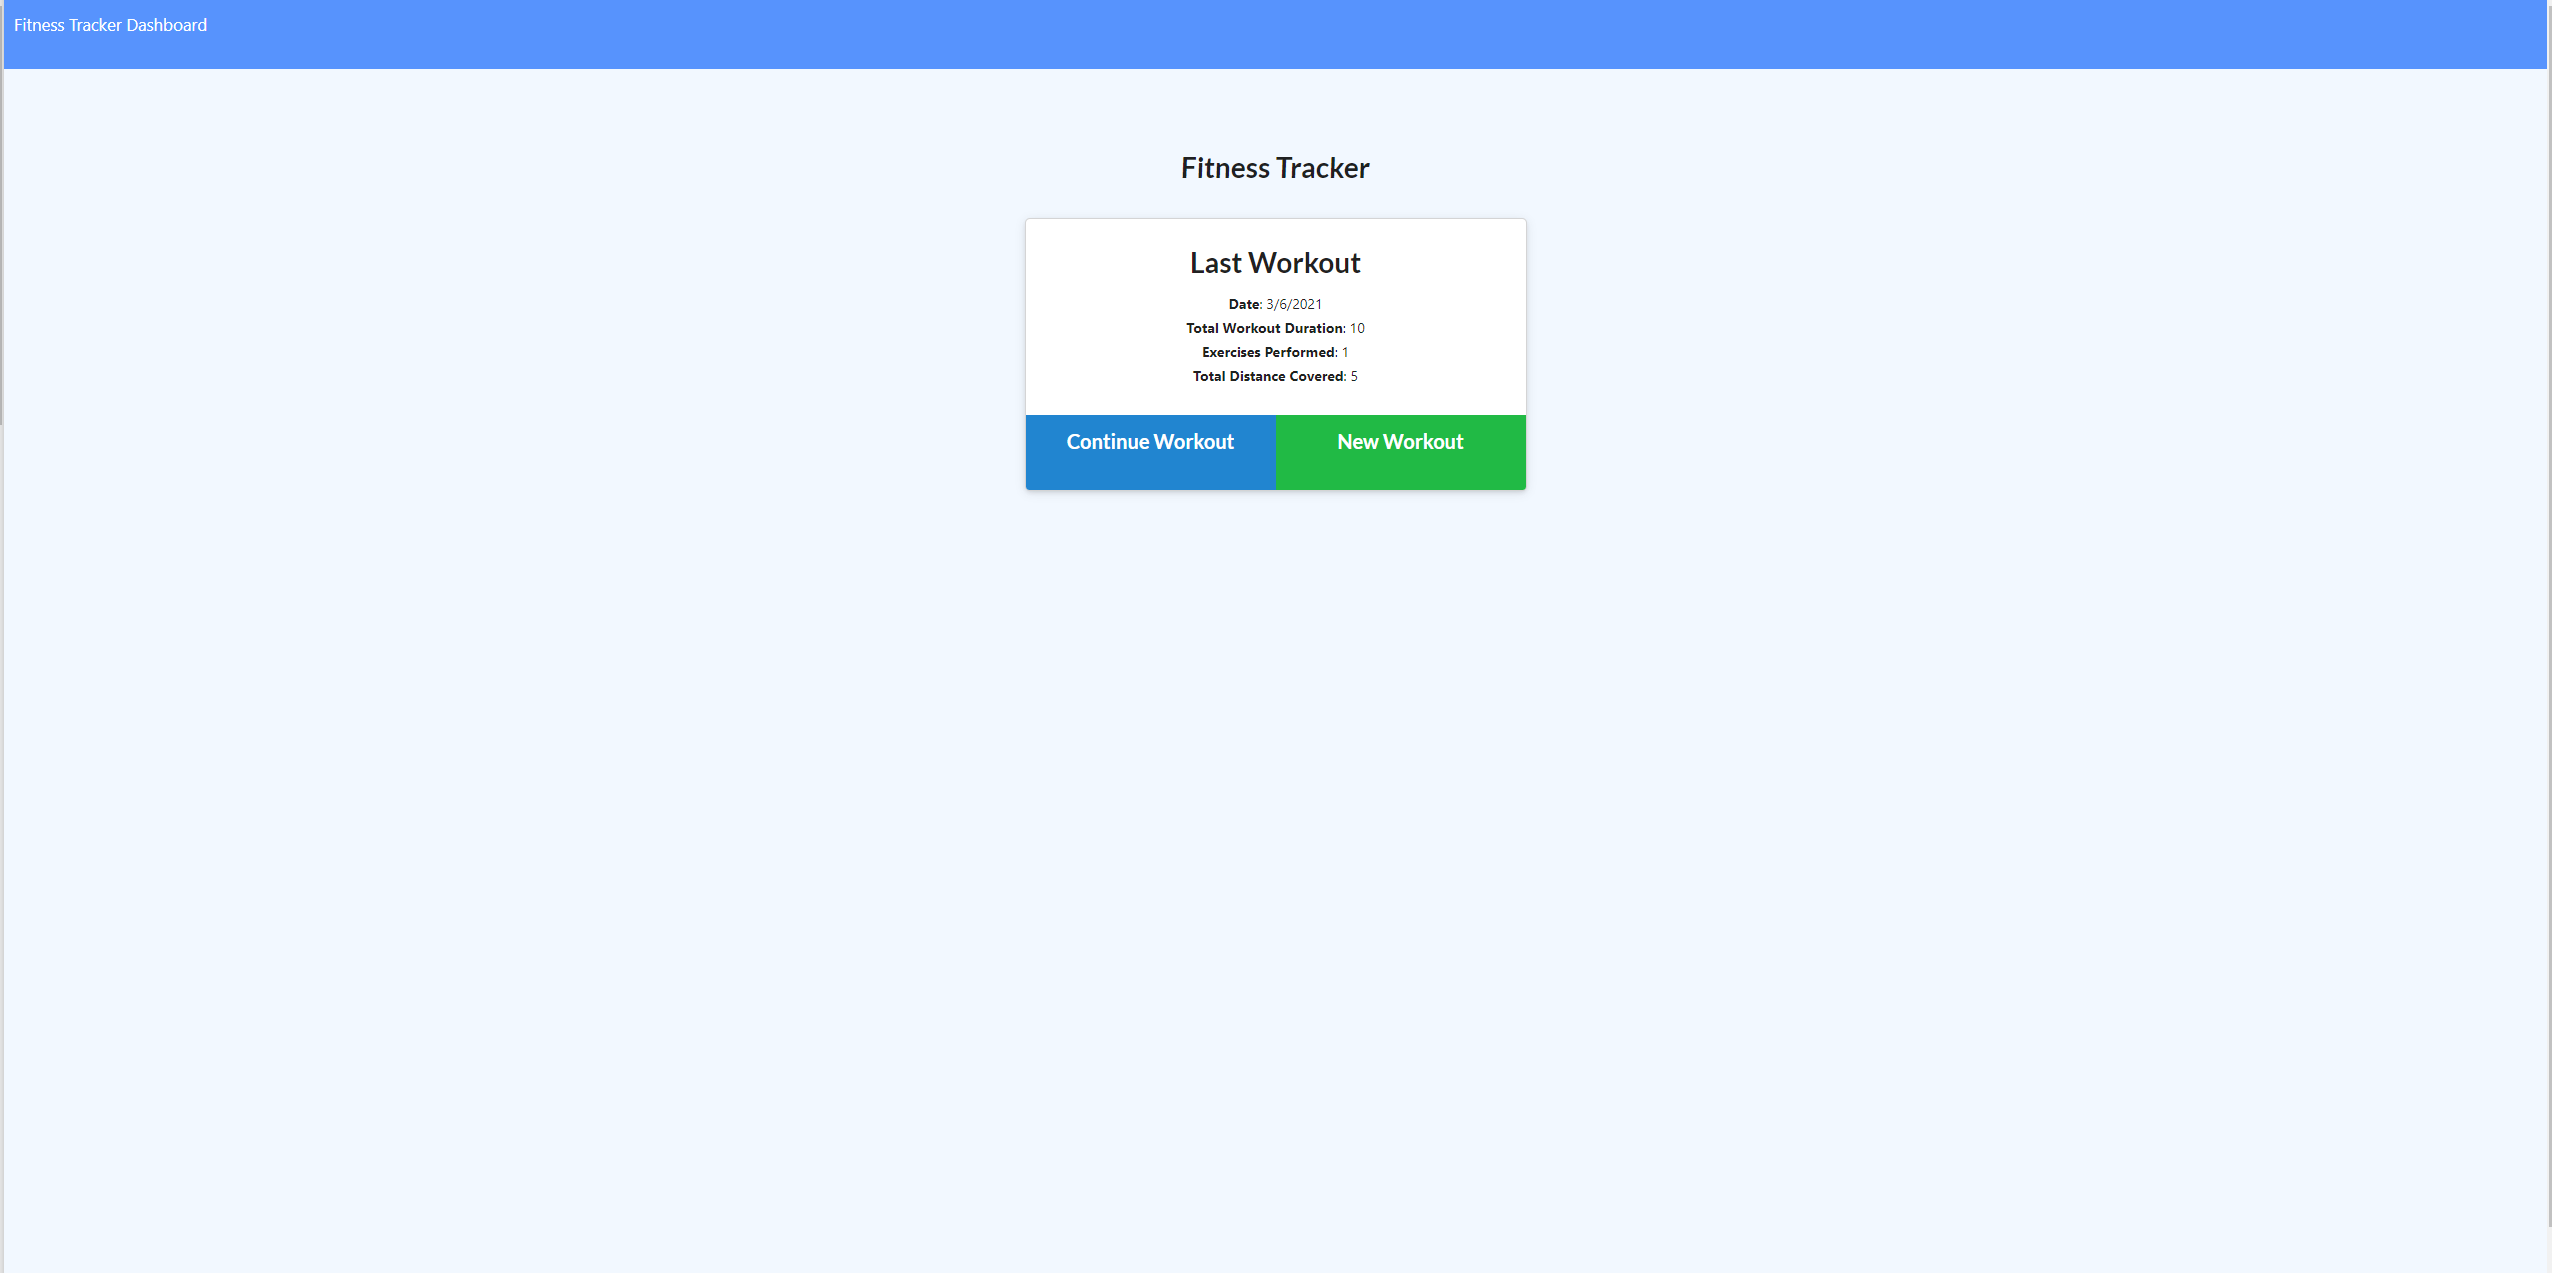 Fitness Tracker Dashboard
Fitness Tracker
Last Workout
Date: 3/6/2021
Total Workout Duration: 10
Exercises Performed: 1
Total Distance Covered: 5
Continue Workout New Workout